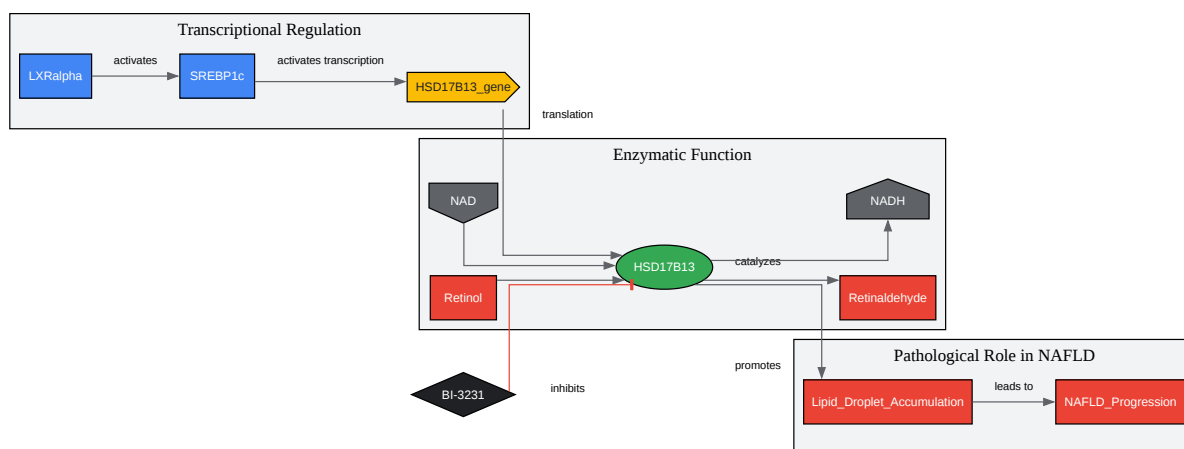 Transcriptional Regulation
LXRalpha
activates
SREBP1c
activates transcription
HSD17B13_gene
translation
Enzymatic Function
NAD
NADH
HSD17B13
catalyzes
Retinol
Retinaldehyde
BI-3231
inhibits
promotes
Pathological Role in NAFLD
Lipid_Droplet_Accumulation
leads to
NAFLD_Progression